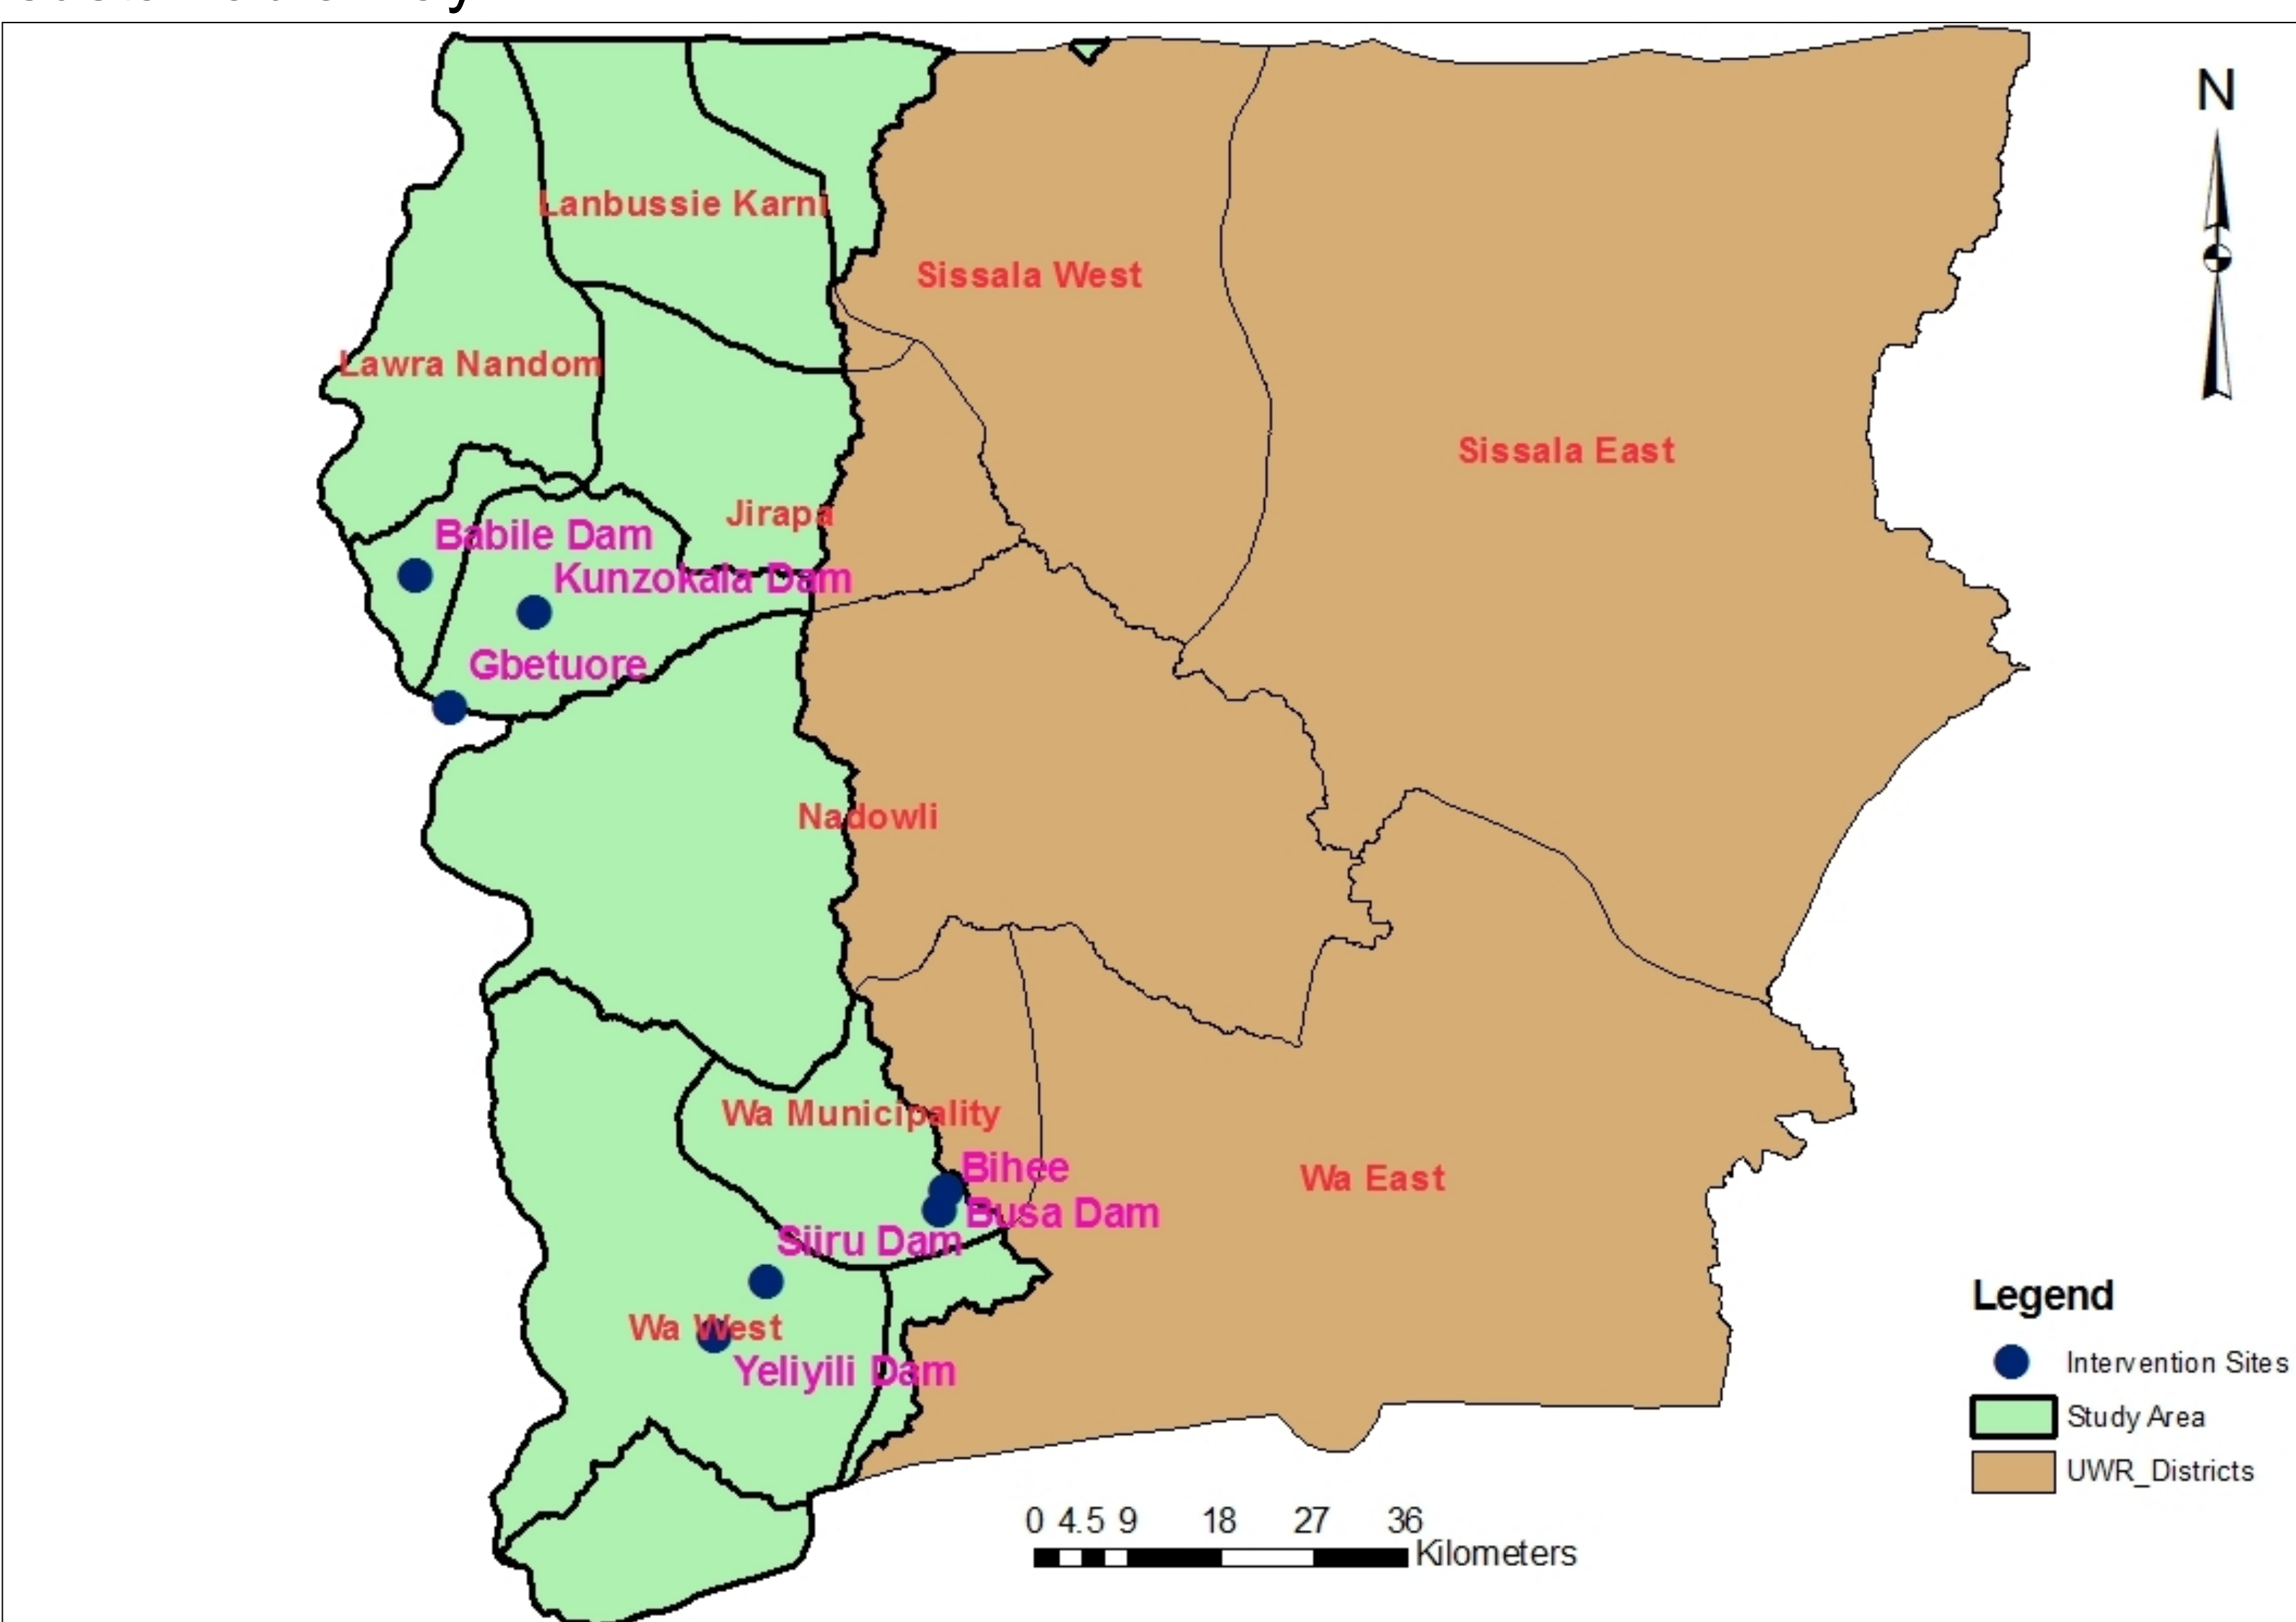 N
Lanbussie Karni
Sissala West
Lawra Nandom
Sissala East
Jirapa
Babile Dam
Kunzokala Dam
Gbetuore
Nadowli
Wa Municipality
Bihee
Wa East
Busa Dam
Siiru Dam
Wa West
Yeliyili Dam
Legend
Intervention Sites
Study Area
UWR_Districts
0 4.5 9 18 27 36
Kilometers